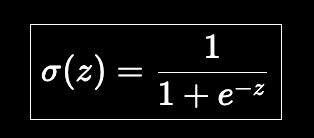 σ(z) = 1 / (1 + e^{-z})